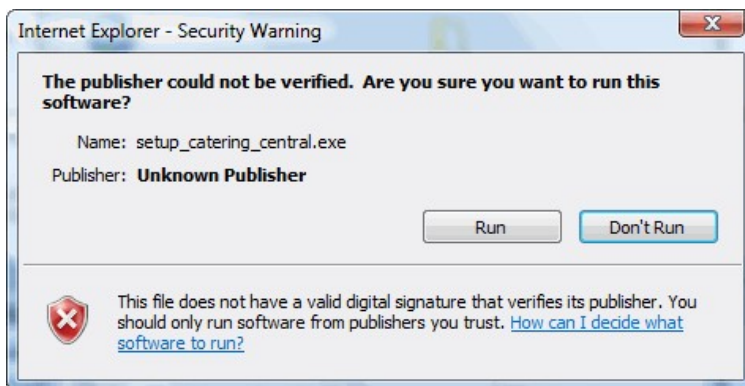 Internet Explorer - Security Warning
The publisher could not be verified. Are you sure you want to run this
software?
Name: setup_catering_central.exe
Publisher: Unknown Publisher
Run Don't Run
This file does not have a valid digital signature that verifies its publisher. You
should only run software from publishers you trust. How can I decide what
software to run?